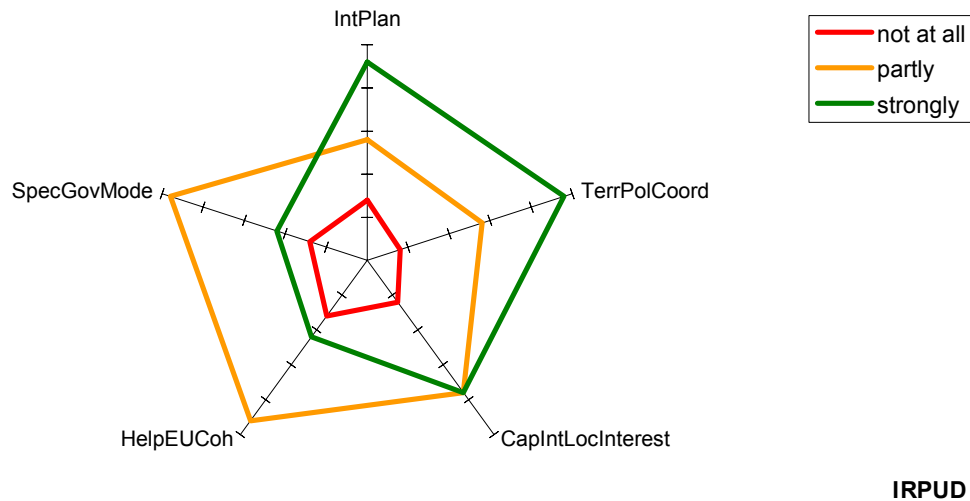 IntPlan
not at all
partly
strongly
SpecGovMode
TerrPolCoord
HelpEUCoh
CapIntLocInterest
IRPUD